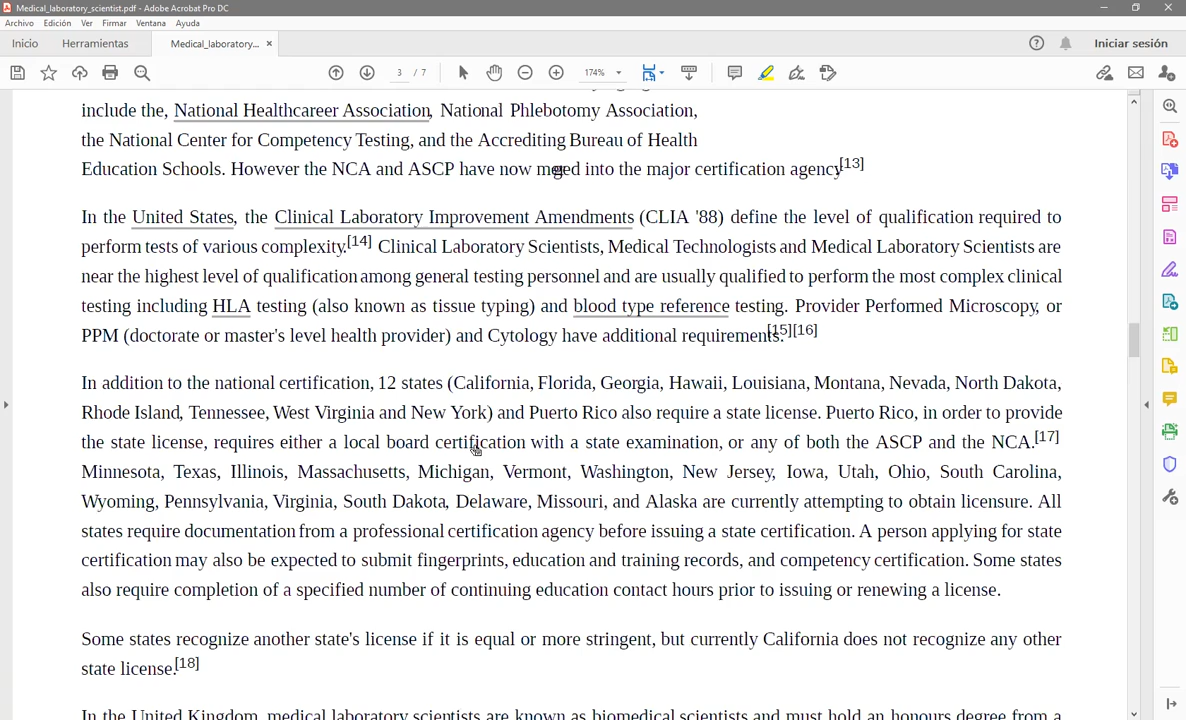 Medical_laboratory_scientist.pdf - Adobe Acrobat Pro DC
Archivo Edición Ver Firmar Ventana Ayuda
Inicio Herramientas Medical_laboratory... × Iniciar sesión
3 / 7 174%
include the, National Healthcareer Association, National Phlebotomy Association,
the National Center for Competency Testing, and the Accrediting Bureau of Health
Education Schools. However the NCA and ASCP have now merged into the major certification agency.[13]
In the United States, the Clinical Laboratory Improvement Amendments (CLIA '88) define the level of qualification required to
perform tests of various complexity.[14] Clinical Laboratory Scientists, Medical Technologists and Medical Laboratory Scientists are
near the highest level of qualification among general testing personnel and are usually qualified to perform the most complex clinical
testing including HLA testing (also known as tissue typing) and blood type reference testing. Provider Performed Microscopy, or
PPM (doctorate or master's level health provider) and Cytology have additional requirements.[15][16]
In addition to the national certification, 12 states (California, Florida, Georgia, Hawaii, Louisiana, Montana, Nevada, North Dakota,
Rhode Island, Tennessee, West Virginia and New York) and Puerto Rico also require a state license. Puerto Rico, in order to provide
the state license, requires either a local board certification with a state examination, or any of both the ASCP and the NCA.[17]
Minnesota, Texas, Illinois, Massachusetts, Michigan, Vermont, Washington, New Jersey, Iowa, Utah, Ohio, South Carolina,
Wyoming, Pennsylvania, Virginia, South Dakota, Delaware, Missouri, and Alaska are currently attempting to obtain licensure. All
states require documentation from a professional certification agency before issuing a state certification. A person applying for state
certification may also be expected to submit fingerprints, education and training records, and competency certification. Some states
also require completion of a specified number of continuing education contact hours prior to issuing or renewing a license.
Some states recognize another state's license if it is equal or more stringent, but currently California does not recognize any other
state license.[18]
In the United Kingdom, medical laboratory scientists are known as biomedical scientists and must hold an honours degree from a